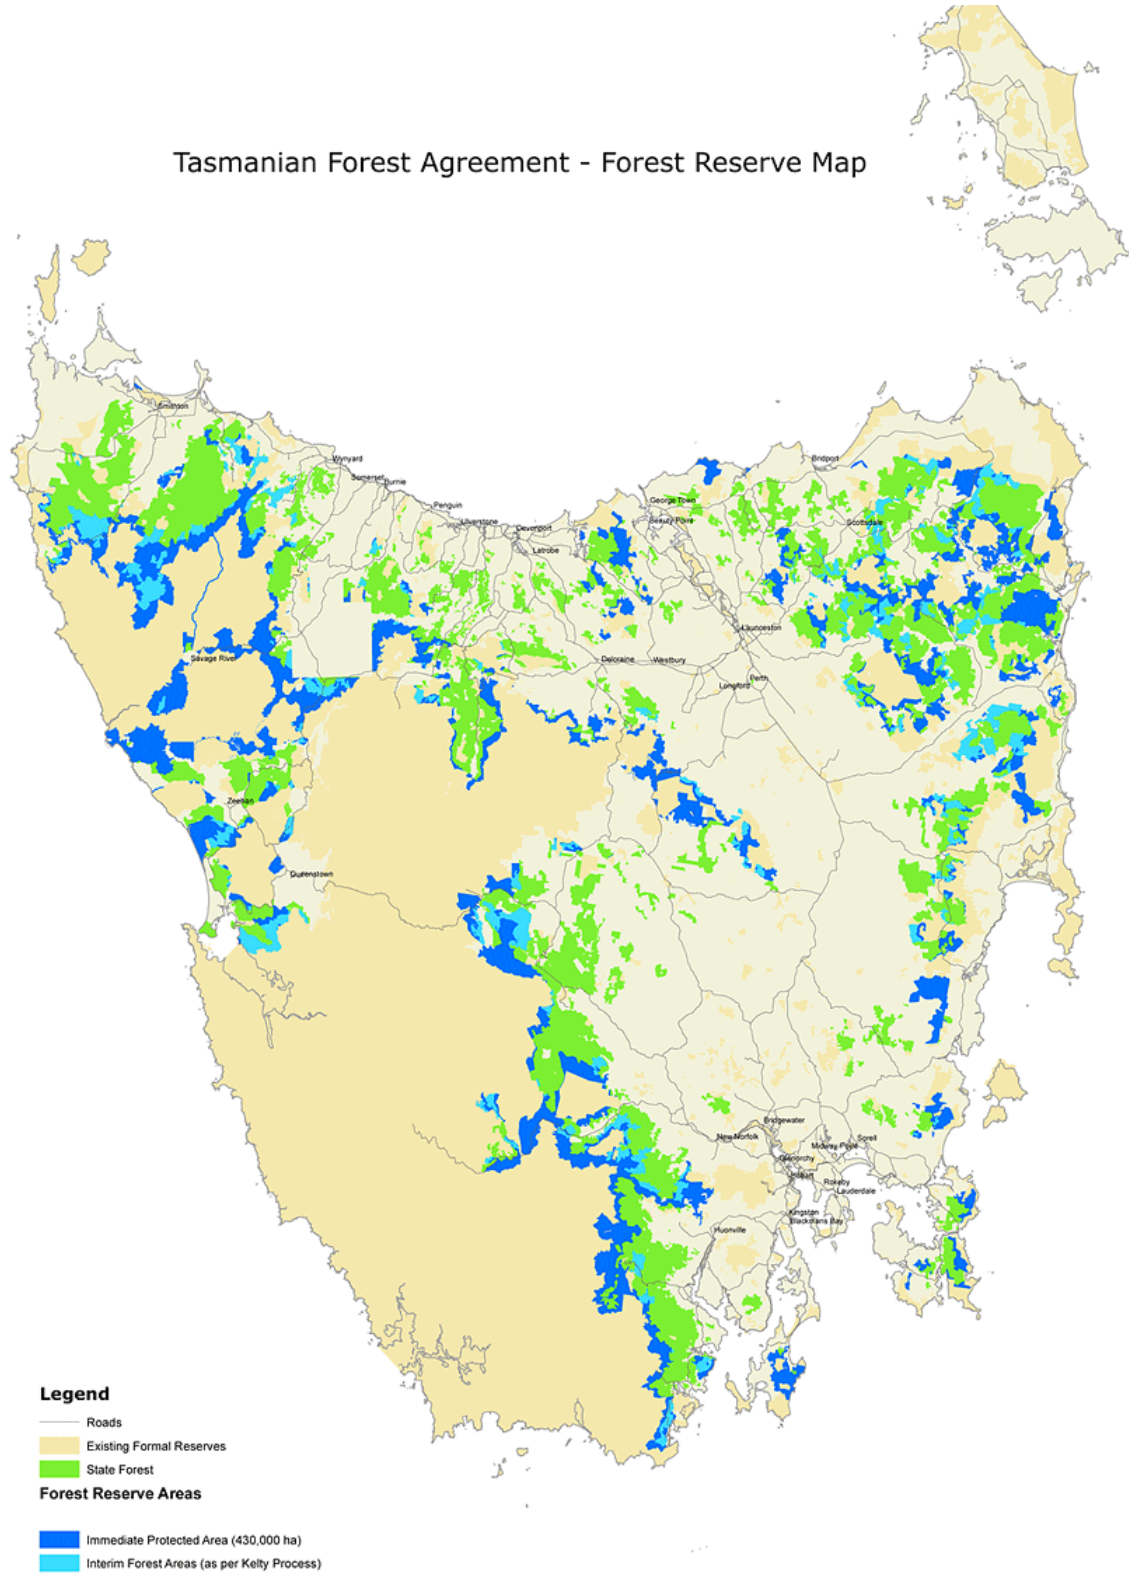 Tasmanian Forest Agreement - Forest Reserve Map
Smithton
Wynyard
Somerset
Burnie
Penguin
Ulverstone
Devonport
Latrobe
George Town
Beauty Point
Bridport
Scottsdale
Launceston
Savage River
Deloraine
Westbury
Perth
Longford
Zeehan
Queenstown
Bridgewater
New Norfolk
Sorell
Midway Point
Glenorchy
Hobart
Rokeby
Lauderdale
Kingston
Blackmans Bay
Huonville
Legend
Roads
Existing Formal Reserves
State Forest
Forest Reserve Areas
Immediate Protected Area (430,000 ha)
Interim Forest Areas (as per Kelty Process)